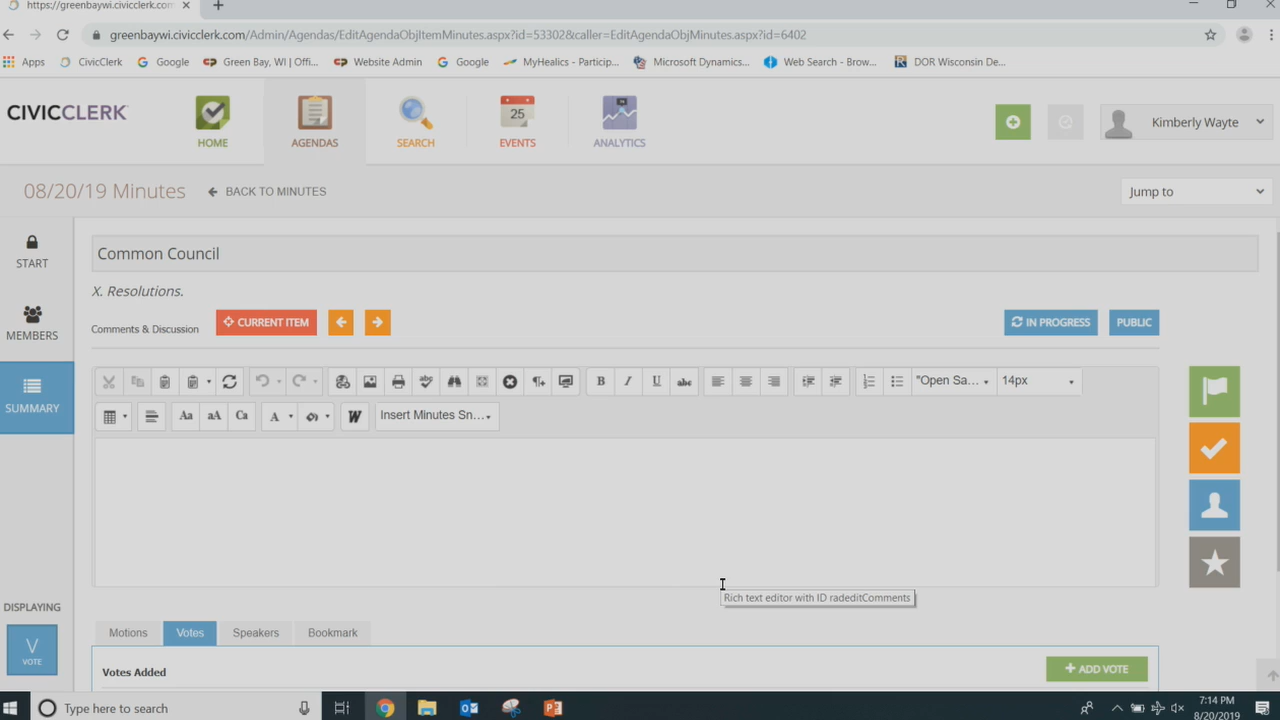 https://greenbaywi.civicclerk.com/
greenbaywi.civicclerk.com/Admin/Agendas/EditAgendaObjItemMinutes.aspx?id=53302&caller=EditAgendaObjMinutes.aspx?id=6402
Apps CivicClerk Google Green Bay, WI | Offi... Website Admin Google MyHealics - Particip... Microsoft Dynamics... Web Search - Brow... DOR Wisconsin De...
CIVICCLERK
HOME AGENDAS SEARCH 25 EVENTS ANALYTICS
Kimberly Wayte
08/20/19 Minutes BACK TO MINUTES Jump to
START
MEMBERS
SUMMARY
DISPLAYING
V
VOTE
Common Council
X. Resolutions.
Comments & Discussion CURRENT ITEM IN PROGRESS PUBLIC
B I U abc "Open Sa... 14px
Aa aA Ca A W Insert Minutes Sn...
Rich text editor with ID radeditComments
Motions Votes Speakers Bookmark
Votes Added + ADD VOTE
Type here to search
7:14 PM
8/20/2019